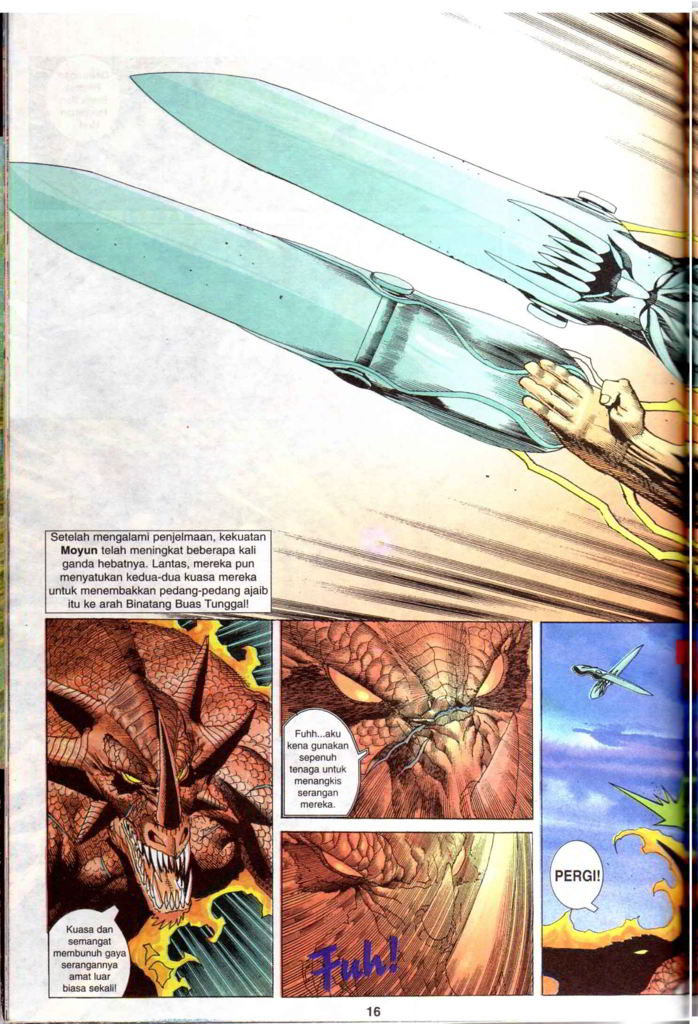 Setelah mengalami penjelmaan, kekuatan
Moyun telah meningkat beberapa kali
ganda hebatnya. Lantas, mereka pun
menyatukan kedua-dua kuasa mereka
untuk menembakkan pedang-pedang ajaib
itu ke arah Binatang Buas Tunggal!
Kuasa dan
semangat
membunuh gaya
serangannya
amat luar
biasa sekali!
Fuhh...aku
kena gunakan
sepenuh
tenaga untuk
menangkis
serangan
mereka.
Fuh!
PERGI!
16